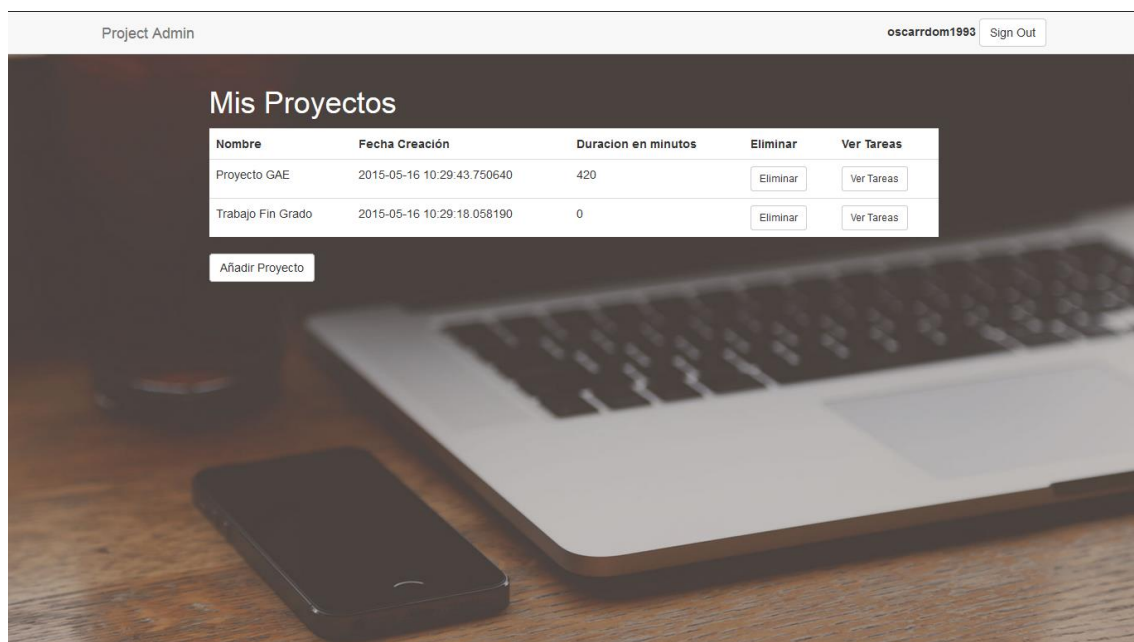 Project Admin oscarrdom1993 Sign Out
Mis Proyectos
Nombre Fecha Creación Duracion en minutos Eliminar Ver Tareas
Proyecto GAE 2015-05-16 10:29:43.750640 420 Eliminar Ver Tareas
Trabajo Fin Grado 2015-05-16 10:29:18.058190 0 Eliminar Ver Tareas
Añadir Proyecto